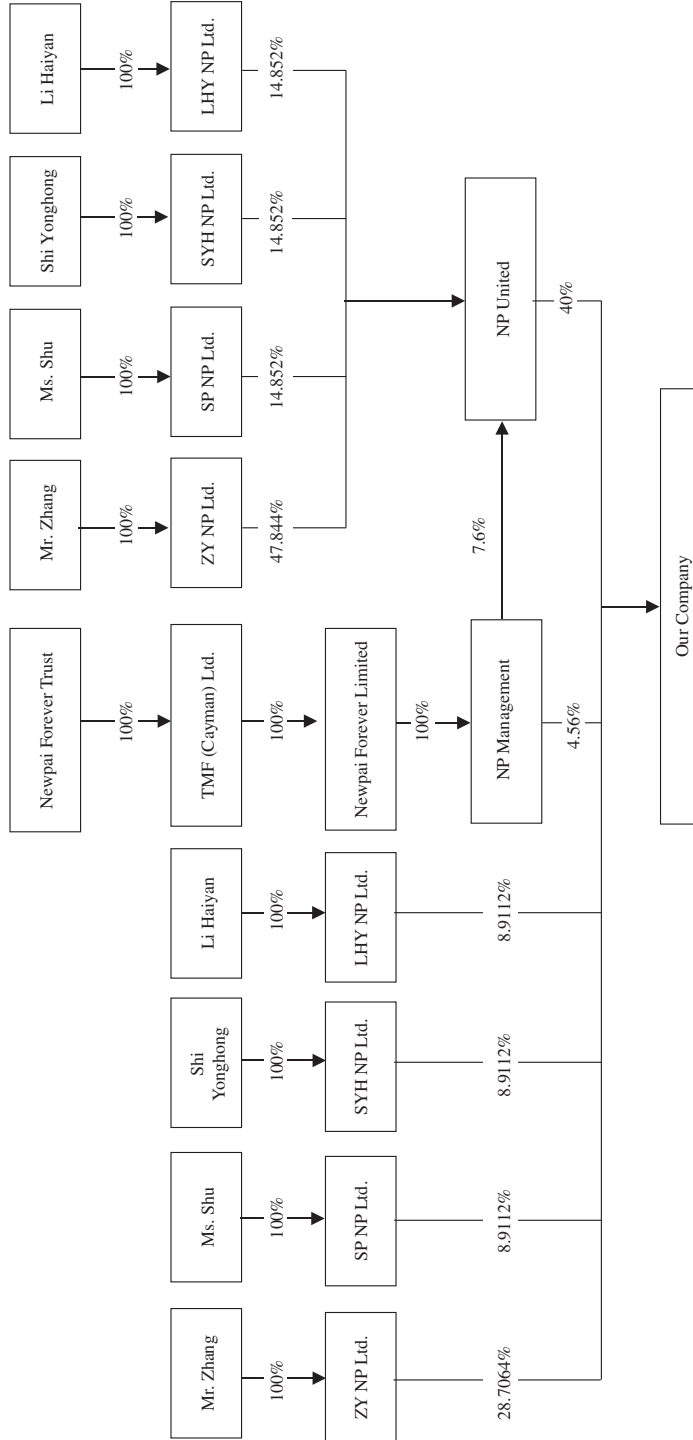 Mr. Zhang
Ms. Shu
Shi Yonghong
Li Haiyan
100%
100%
100%
100%
ZY NP Ltd.
SP NP Ltd.
SYH NP Ltd.
LHY NP Ltd.
47.844%
14.852%
14.852%
14.852%
Newpai Forever Trust
100%
TMF (Cayman) Ltd.
100%
Newpai Forever Limited
100%
NP Management
7.6%
NP United
4.56%
40%
Mr. Zhang
Ms. Shu
Shi
Yonghong
Li Haiyan
100%
100%
100%
100%
ZY NP Ltd.
SP NP Ltd.
SYH NP Ltd.
LHY NP Ltd.
28.7064%
8.9112%
8.9112%
8.9112%
Our Company